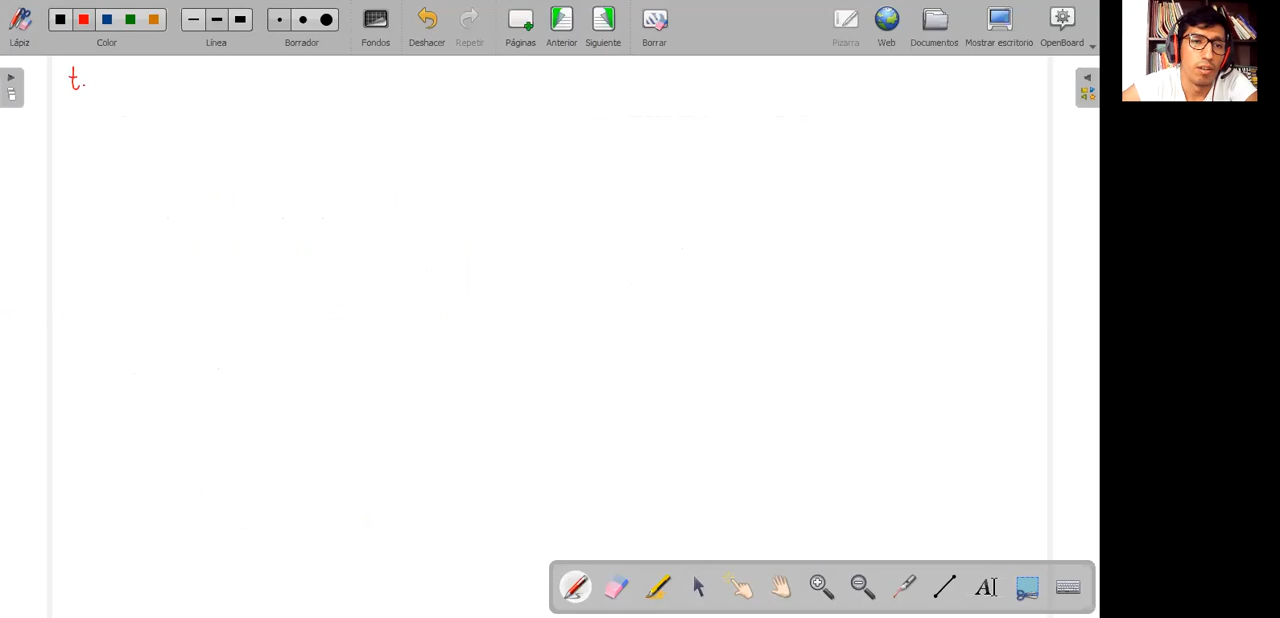 Lápiz Color Línea Borrador Fondos Deshacer Repetir Páginas Anterior Siguiente Borrar Pizarra Web Documentos Mostrar escritorio OpenBoard
t.